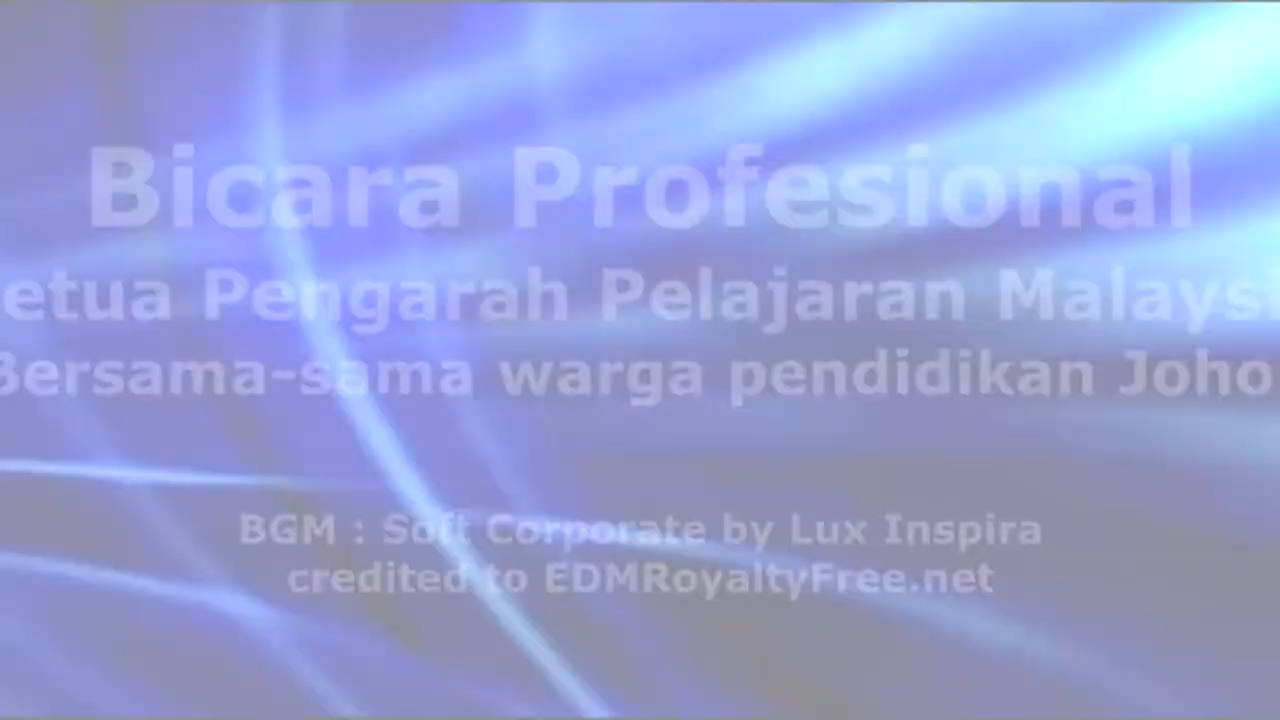 Bicara Profesional
etua Pengarah Pelajaran Malaysi
Bersama-sama warga pendidikan Joho
BGM : Soft Corporate by Lux Inspira
credited to EDMRoyaltyFree.net